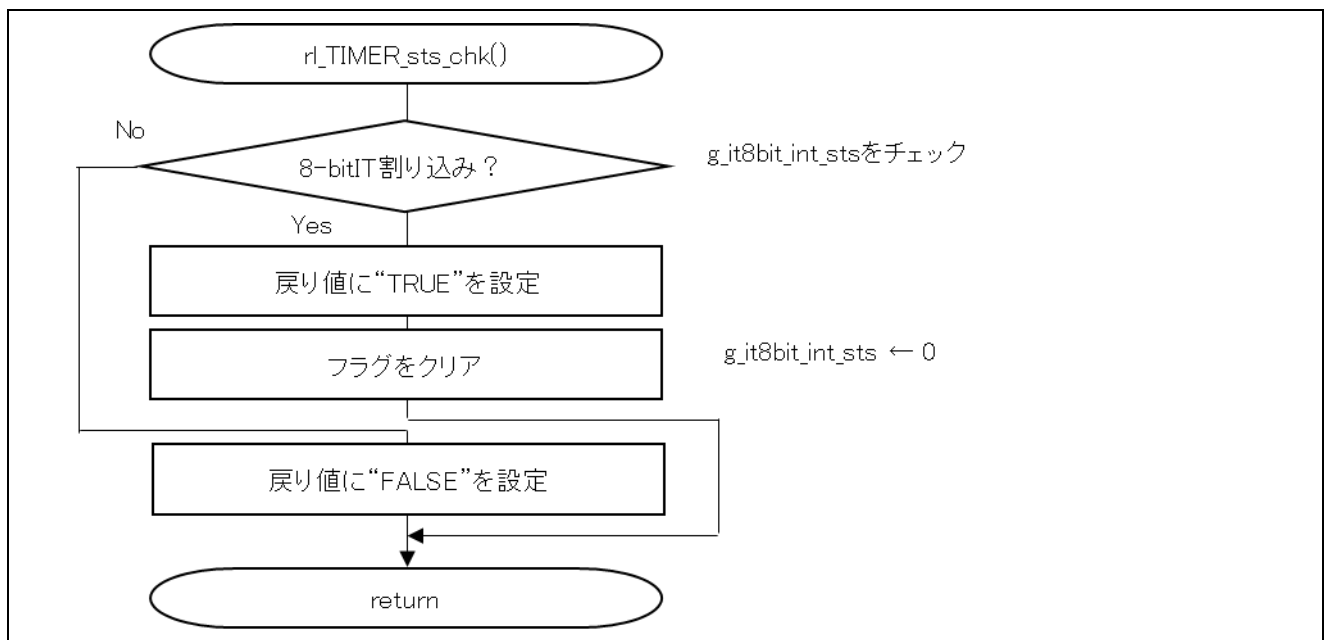 rl_TIMER_sts_chk()
No
8-bitIT割り込み？
g_it8bit_int_stsをチェック
Yes
戻り値に“TRUE”を設定
フラグをクリア
g_it8bit_int_sts ← 0
戻り値に“FALSE”を設定
return